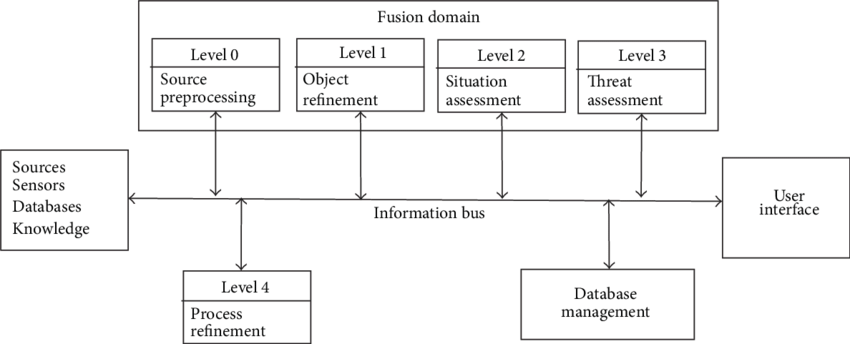 Fusion domain
Level 0
Source
preprocessing
Level 1
Object
refinement
Level 2
Situation
assessment
Level 3
Threat
assessment
Sources
Sensors
Databases
Knowledge
Information bus
User
interface
Level 4
Process
refinement
Database
management